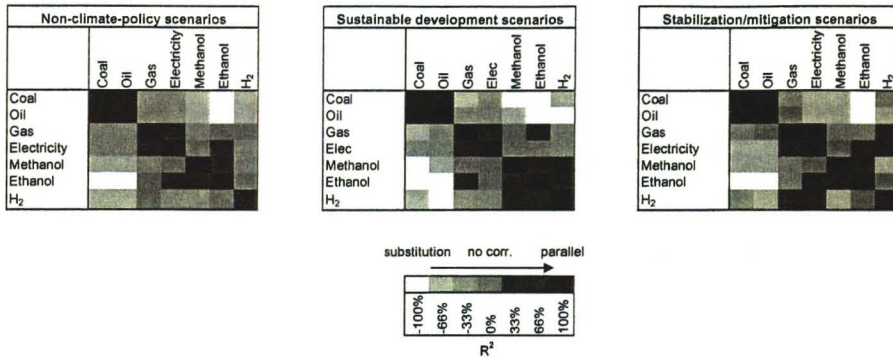 Non-climate-policy scenarios
Coal
Oil
Gas
Electricity
Methanol
Ethanol
H₂
Coal
Oil
Gas
Electricity
Methanol
Ethanol
H₂
Sustainable development scenarios
Coal
Oil
Gas
Elec
Methanol
Ethanol
H₂
Coal
Oil
Gas
Elec
Methanol
Ethanol
H₂
Stabilization/mitigation scenarios
Coal
Oil
Gas
Electricity
Methanol
Ethanol
H₂
Coal
Oil
Gas
Electricity
Methanol
Ethanol
H₂
substitution no corr. parallel
-100%
-66%
-33%
0%
33%
66%
100%
R²